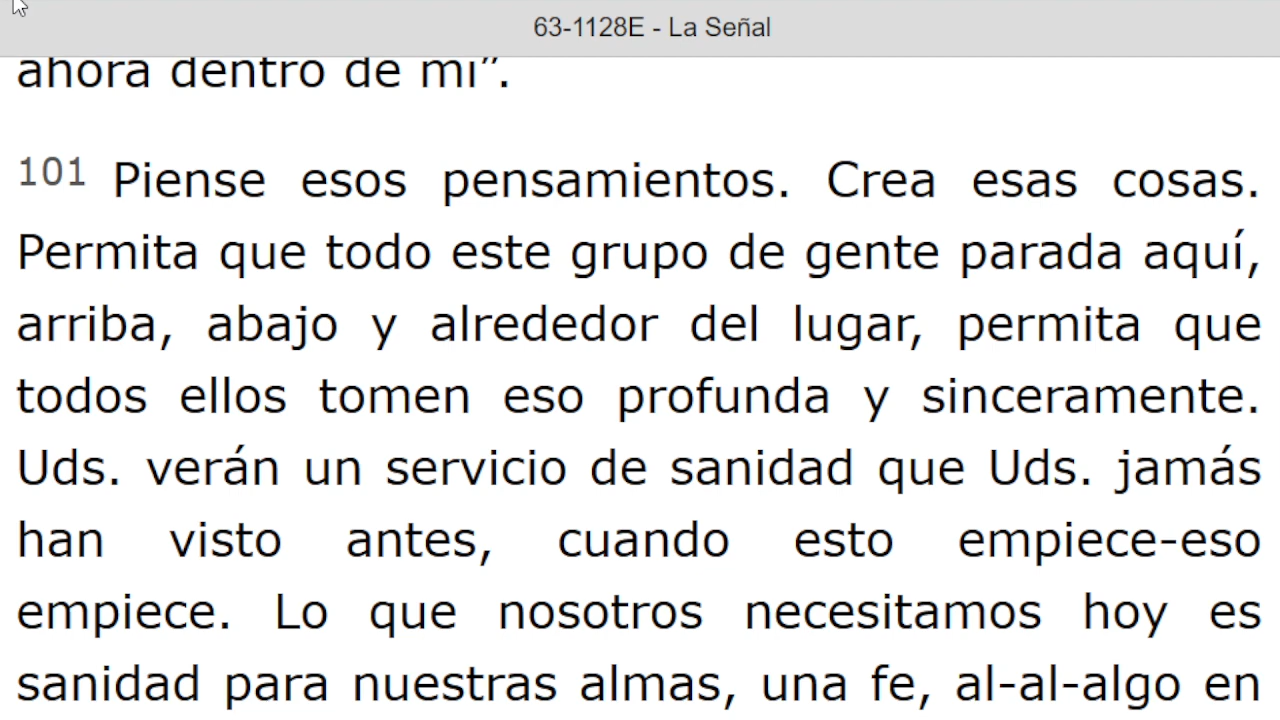 63-1128E - La Señal
ahora dentro de mí”.
101 Piense esos pensamientos. Crea esas cosas.
Permita que todo este grupo de gente parada aquí,
arriba, abajo y alrededor del lugar, permita que
todos ellos tomen eso profunda y sinceramente.
Uds. verán un servicio de sanidad que Uds. jamás
han visto antes, cuando esto empiece-eso
empiece. Lo que nosotros necesitamos hoy es
sanidad para nuestras almas, una fe, al-al-algo en